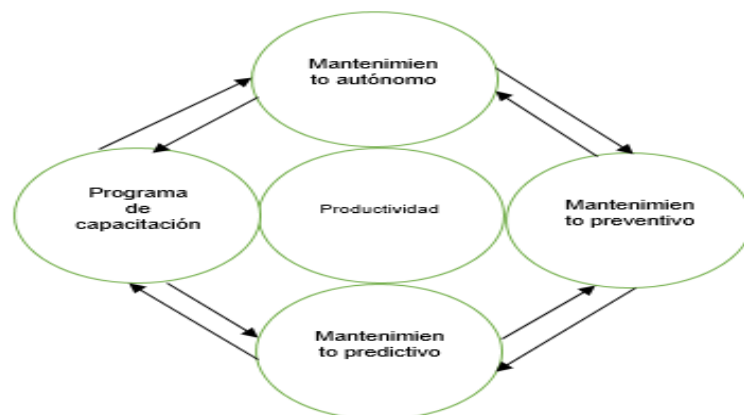 Mantenimien
to autónomo
Programa
de
capacitación
Productividad
Mantenimien
to preventivo
Mantenimien
to predictivo